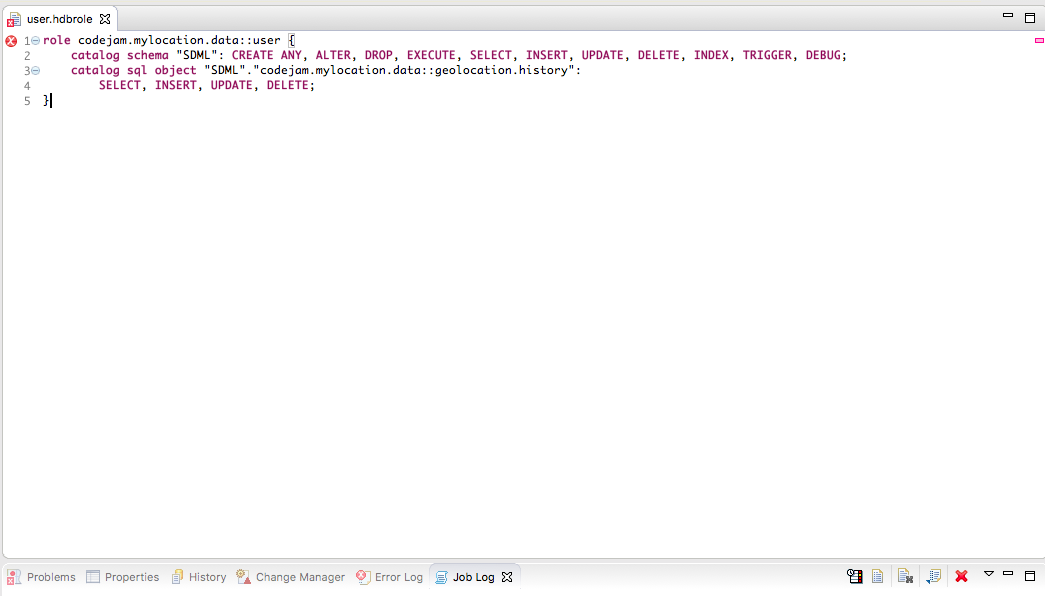 user.hdbrole
1 role codejam.mylocation.data::user {
2 catalog schema "SDML": CREATE ANY, ALTER, DROP, EXECUTE, SELECT, INSERT, UPDATE, DELETE, INDEX, TRIGGER, DEBUG;
3 catalog sql object "SDML"."codejam.mylocation.data::geolocation.history":
4 SELECT, INSERT, UPDATE, DELETE;
5 }
Problems Properties History Change Manager Error Log Job Log